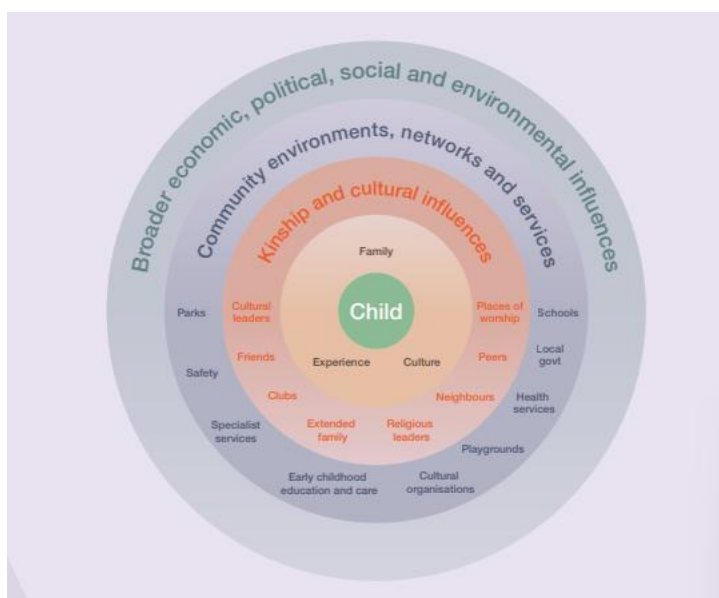 Broader economic, political, social and environmental influences
Community environments, networks and services
Kinship and cultural influences
Family
Child
Experience
Culture
Cultural
leaders
Friends
Clubs
Extended
family
Religious
leaders
Neighbours
Peers
Places of
worship
Parks
Safety
Specialist
services
Early childhood
education and care
Cultural
organisations
Playgrounds
Health
services
Local
govt
Schools